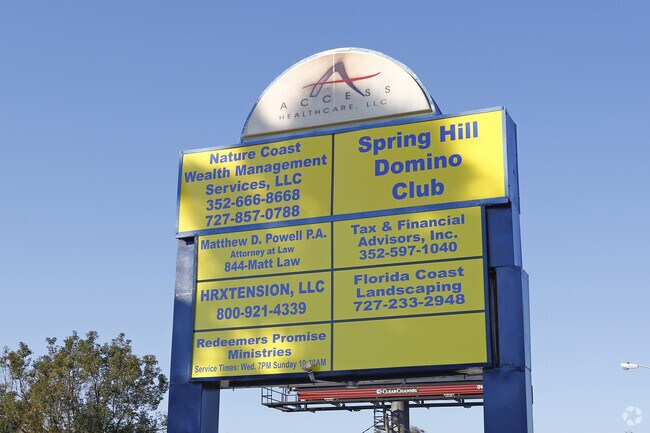 ACCESS
HEALTHCARE, LLC.
Nature Coast
Wealth Management
Services, LLC
352-666-8668
727-857-0788
Spring Hill
Domino
Club
Matthew D. Powell P.A.
Attorney at Law
844-Matt Law
Tax & Financial
Advisors, Inc.
352-597-1040
HRXTENSION, LLC
800-921-4339
Florida Coast
Landscaping
727-233-2948
Redeemers Promise
Ministries
Service Times: Wed. 7PM Sunday 10:30AM
CLEARCHANNEL